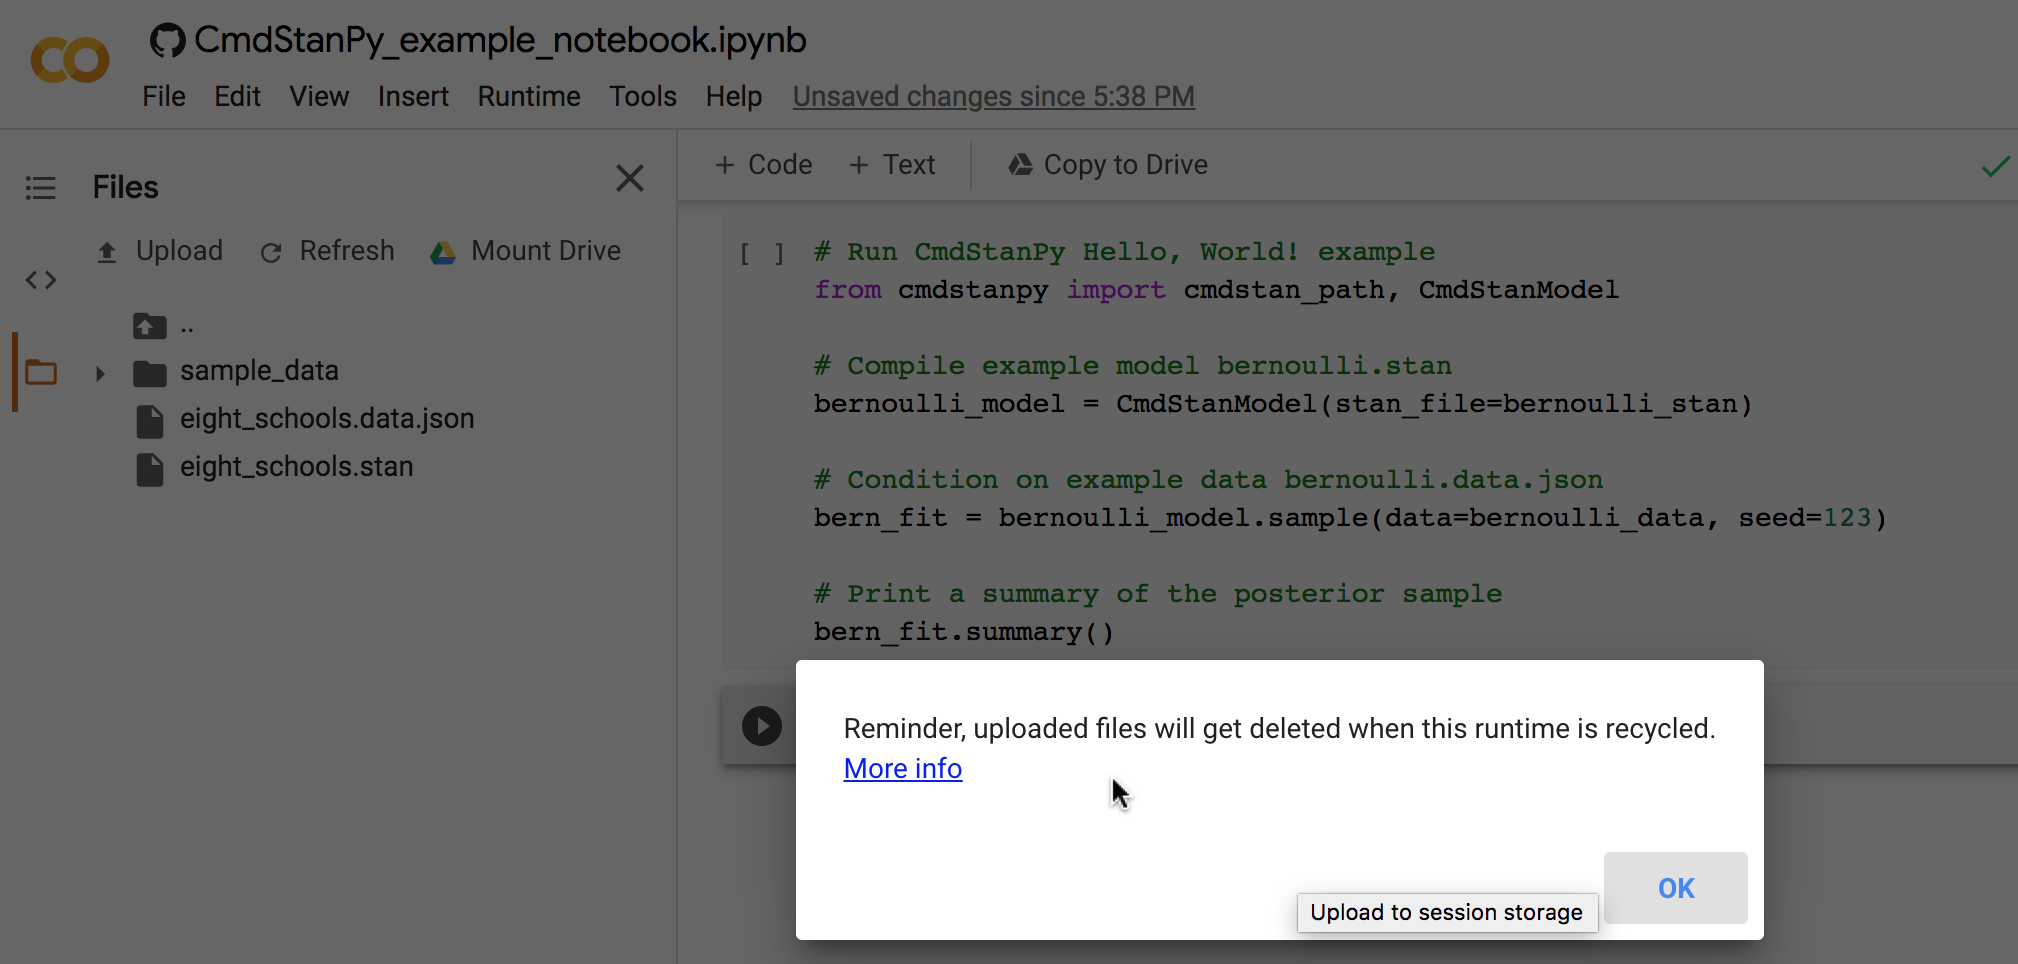 CmdStanPy_example_notebook.ipynb
File Edit View Insert Runtime Tools Help Unsaved changes since 5:38 PM
Files
Upload Refresh Mount Drive
..
sample_data
eight_schools.data.json
eight_schools.stan
+ Code + Text Copy to Drive
[ ] # Run CmdStanPy Hello, World! example
from cmdstanpy import cmdstan_path, CmdStanModel
# Compile example model bernoulli.stan
bernoulli_model = CmdStanModel(stan_file=bernoulli_stan)
# Condition on example data bernoulli.data.json
bern_fit = bernoulli_model.sample(data=bernoulli_data, seed=123)
# Print a summary of the posterior sample
bern_fit.summary()
Reminder, uploaded files will get deleted when this runtime is recycled.
More info
OK
Upload to session storage